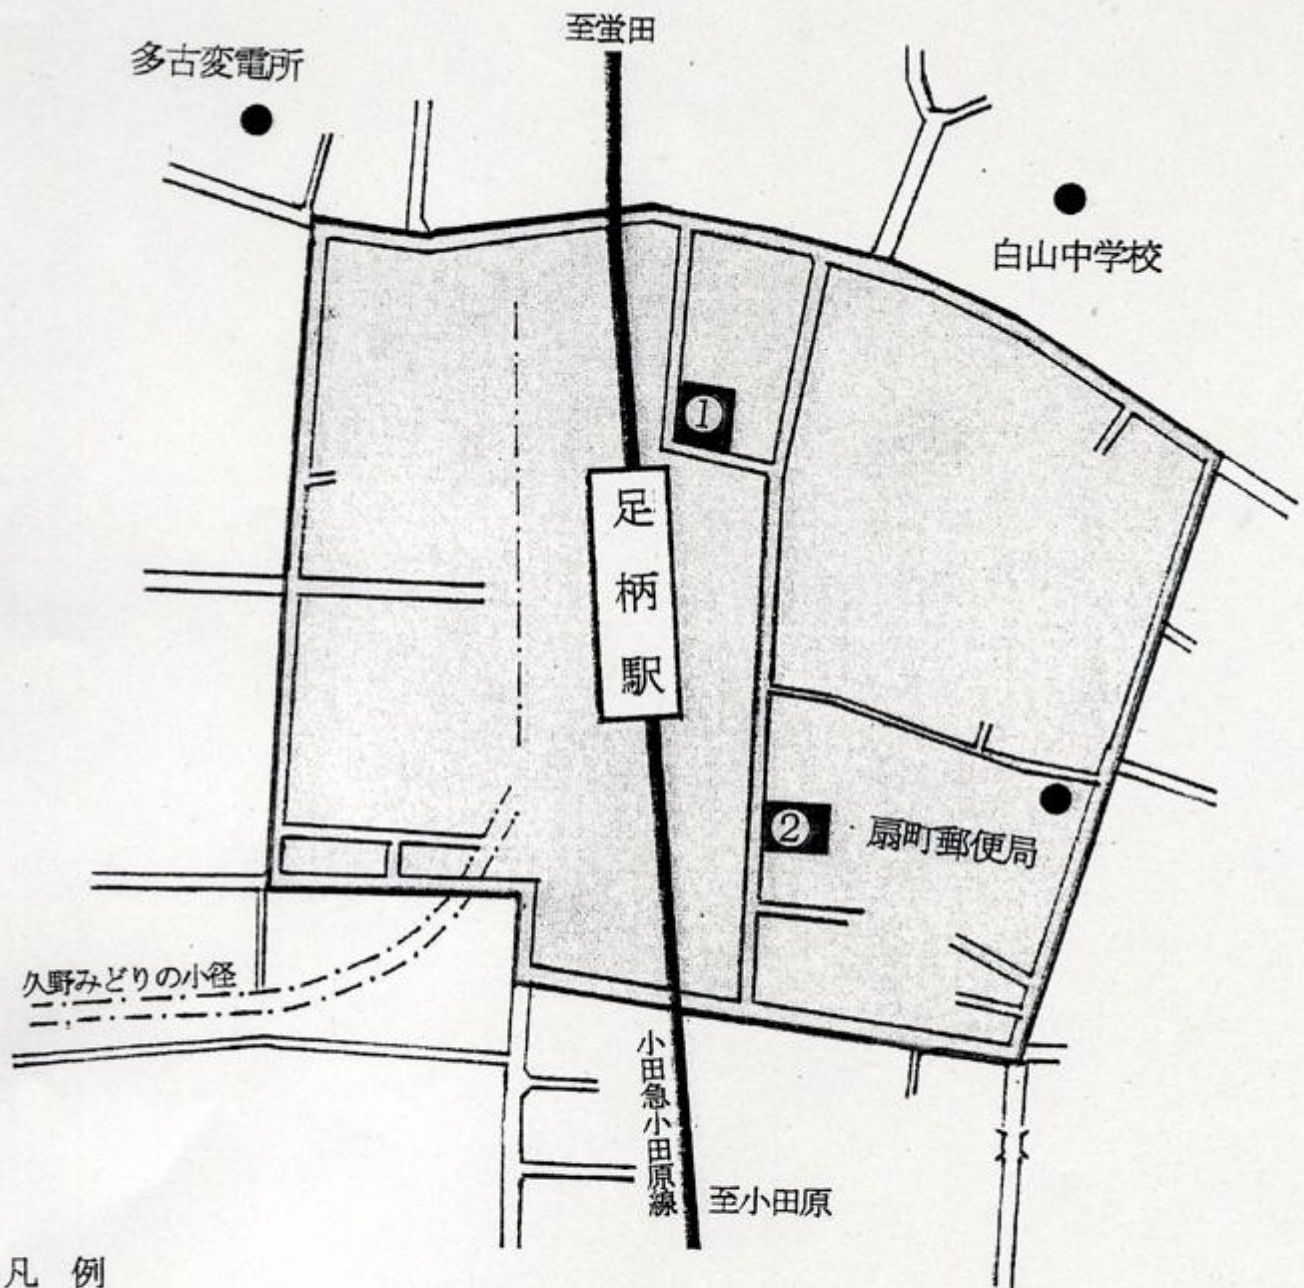 至蛍田
多古変電所
白山中学校
①
足柄駅
②
扇町郵便局
久野みどりの小径
小田急小田原線
至小田原
凡 例